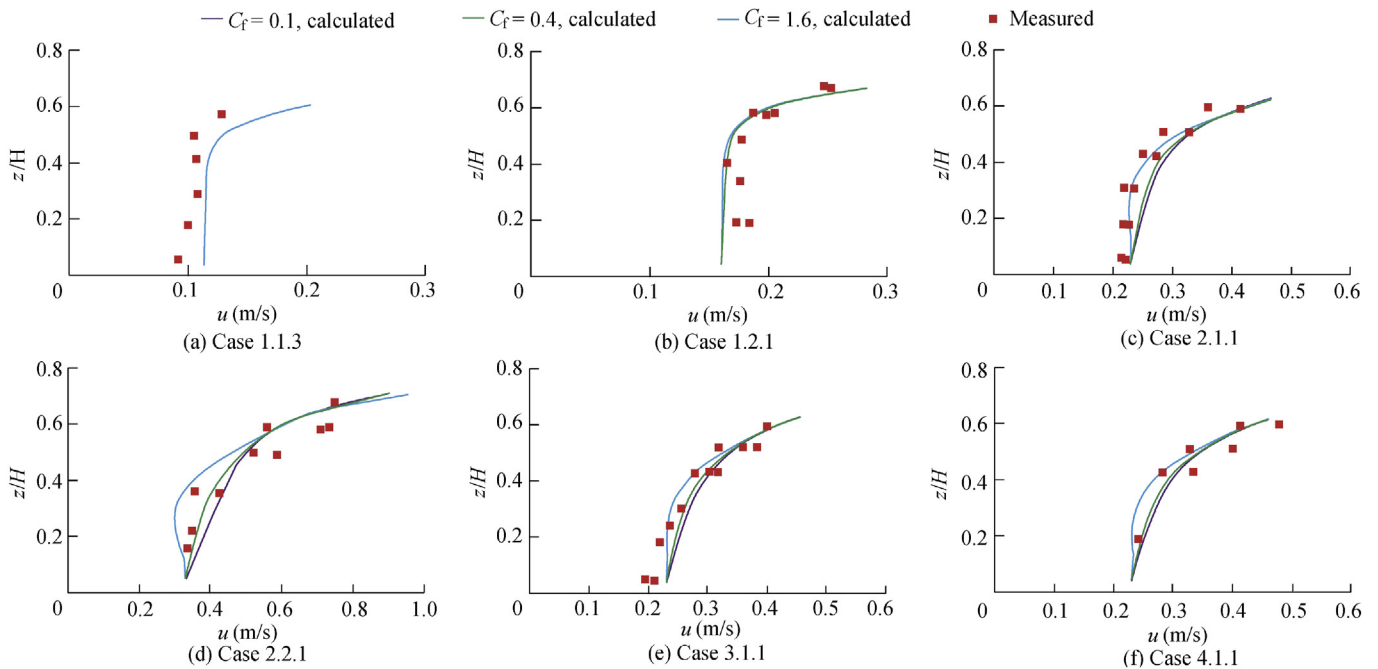 C_f = 0.1, calculated C_f = 0.4, calculated C_f = 1.6, calculated Measured
0.8 0.8 0.8
0.6 0.6 0.6
z/H z/H z/H
0.4 0.4 0.4
0.2 0.2 0.2
0 0.1 0.2 0.3 0 0.1 0.2 0.3 0 0.1 0.1 0.2 0.3 0.4 0.5 0.6
u (m/s) u (m/s) u (m/s)
(a) Case 1.1.3 (b) Case 1.2.1 (c) Case 2.1.1
0.8 0.8 0.8
0.6 0.6 0.6
z/H z/H z/H
0.4 0.4 0.4
0.2 0.2 0.2
0 0.2 0.4 0.6 0.8 1.0 0 0.1 0.2 0.3 0.4 0.5 0.6 0 0.1 0.2 0.3 0.4 0.5 0.6
u (m/s) u (m/s) u (m/s)
(d) Case 2.2.1 (e) Case 3.1.1 (f) Case 4.1.1